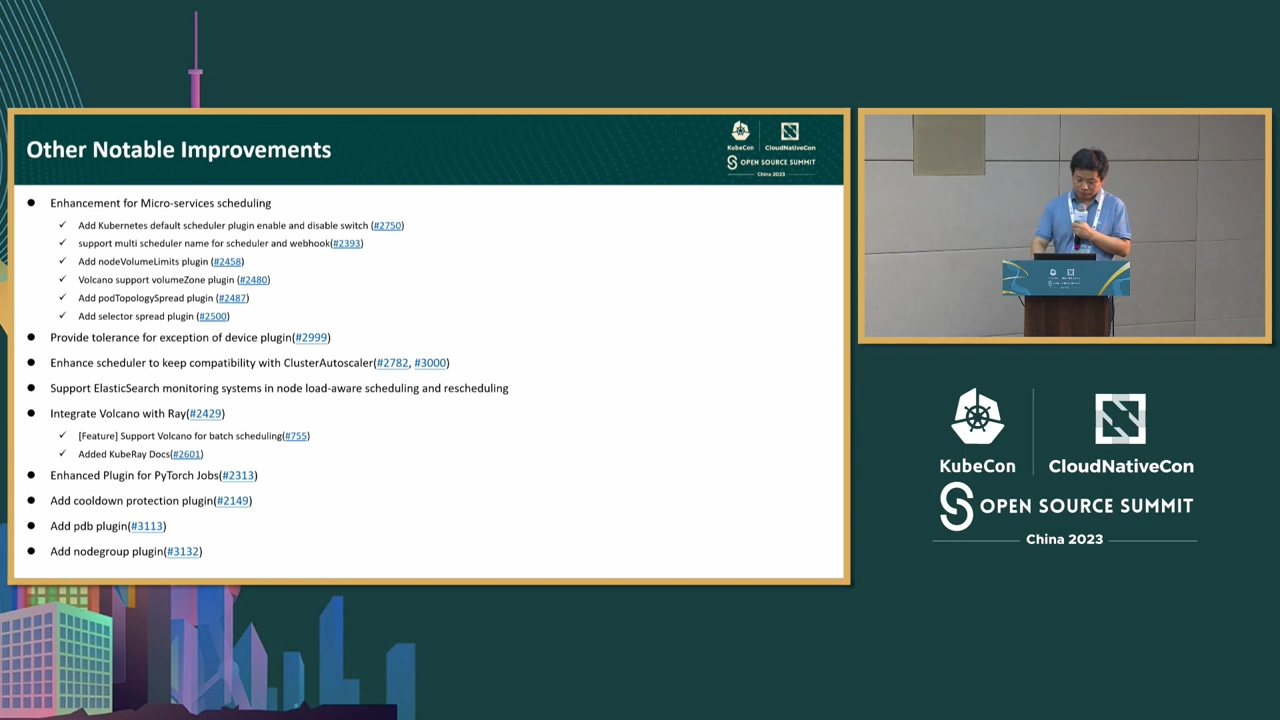 Other Notable Improvements
KubeCon
CloudNativeCon
OPEN SOURCE SUMMIT
China 2023
Enhancement for Micro-services scheduling
Add Kubernetes default scheduler plugin enable and disable switch (#2750)
support multi scheduler name for scheduler and webhook(#2393)
Add nodeVolumeLimits plugin (#2458)
Volcano support volumeZone plugin (#2480)
Add podTopologySpread plugin (#2487)
Add selector spread plugin (#2500)
Provide tolerance for exception of device plugin(#2999)
Enhance scheduler to keep compatibility with ClusterAutoscaler(#2782, #3000)
Support ElasticSearch monitoring systems in node load-aware scheduling and rescheduling
Integrate Volcano with Ray(#2429)
[Feature] Support Volcano for batch scheduling(#755)
Added KubeRay Docs(#2601)
Enhanced Plugin for PyTorch Jobs(#2313)
Add cooldown protection plugin(#2149)
Add pdb plugin(#3113)
Add nodegroup plugin(#3132)
KubeCon
CloudNativeCon
OPEN SOURCE SUMMIT
China 2023